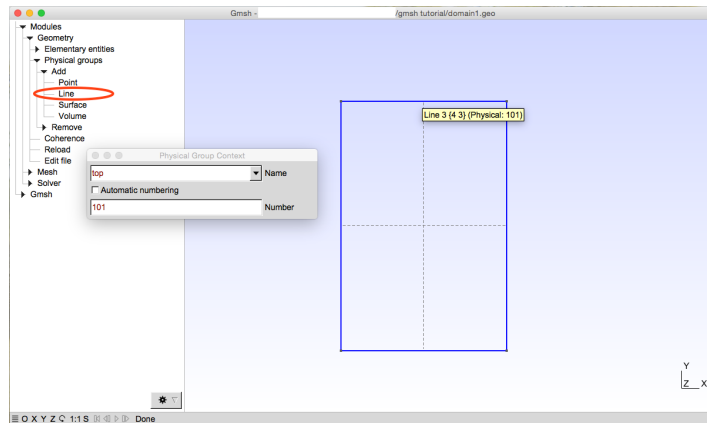 Gmsh - /gmsh tutorial/domain1.geo
Modules
Geometry
Elementary entities
Physical groups
Add
Point
Line
Surface
Volume
Remove
Coherence
Reload
Edit file
Mesh
Solver
Gmsh
Physical Group Context
top Name
Automatic numbering
101 Number
Line 3 {4 3} (Physical: 101)
Y
Z X
O X Y Z 1:1 S Done